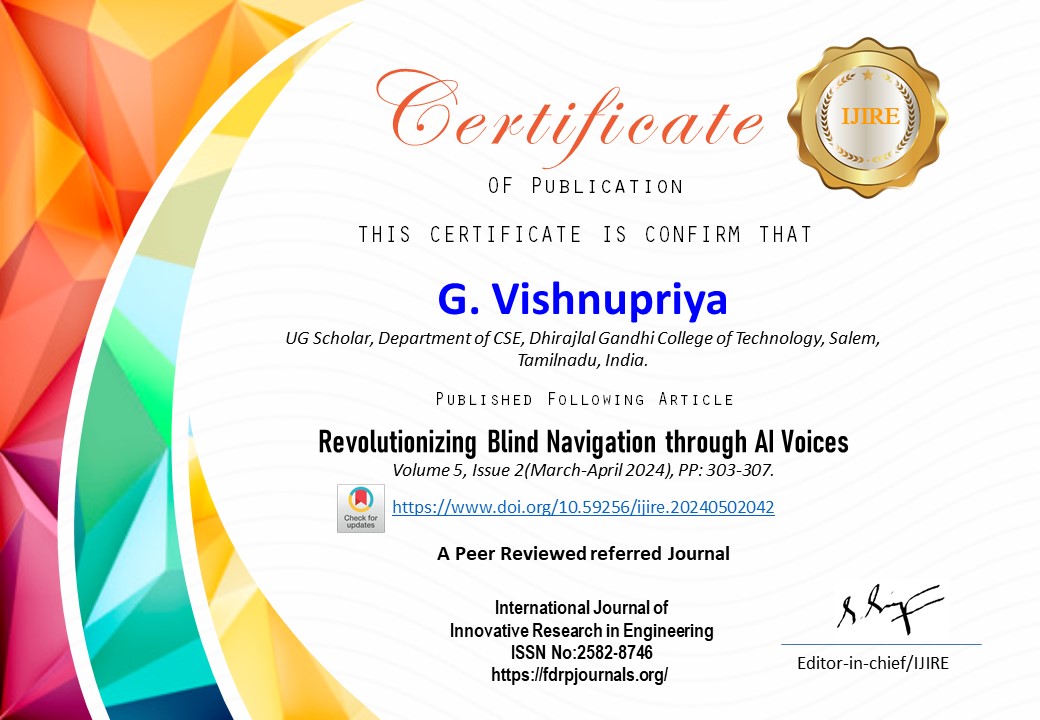 Certificate
IJIRE
OF PUBLICATION
THIS CERTIFICATE IS CONFIRM THAT
G. Vishnupriya
UG Scholar, Department of CSE, Dhirajlal Gandhi College of Technology, Salem,
Tamilnadu, India.
PUBLISHED FOLLOWING ARTICLE
Revolutionizing Blind Navigation through AI Voices
Volume 5, Issue 2(March-April 2024), PP: 303-307.
Check for
updates
https://www.doi.org/10.59256/ijire.20240502042
A Peer Reviewed referred Journal
International Journal of
Innovative Research in Engineering
ISSN No:2582-8746
https://fdrpjournals.org/
Editor-in-chief/IJIRE